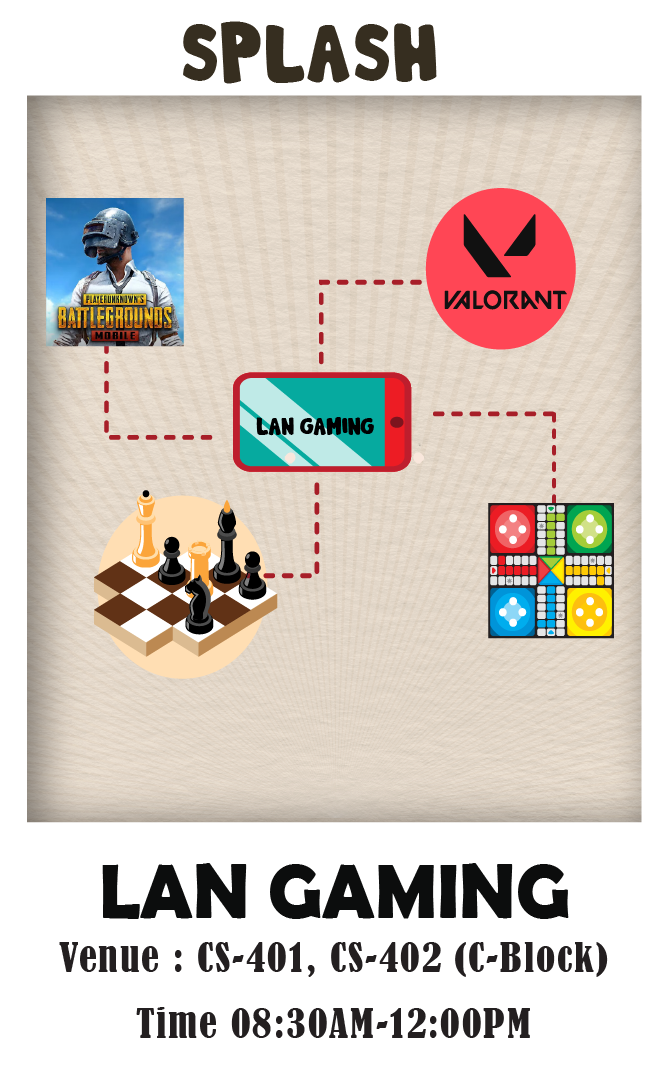 SPLASH
PLAYERUNKNOWN'S
BATTLEGROUNDS
MOBILE
VALORANT
LAN GAMING
LAN GAMING
Venue : CS-401, CS-402 (C-Block)
Time 08:30AM-12:00PM